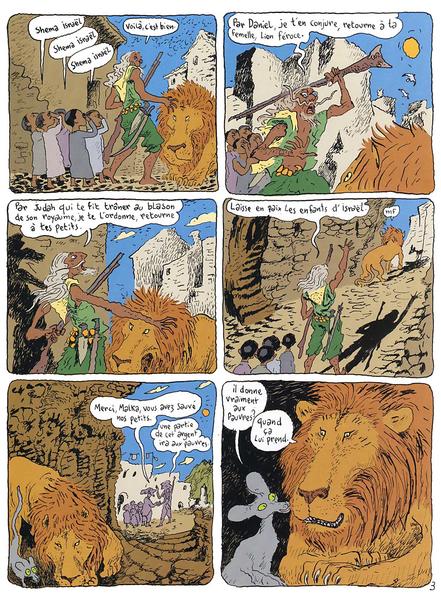 Shema israël
Shema israël
Shema israël
Voilà, c'est bien
Par Daniel, je t'en conjure, retourne à ta
femelle, Lion féroce.
Par Judah qui te fit trôner au blason
de son royaume, je te l'ordonne, retourne
à tes petits.
Laisse en paix les enfants d'Israël
mf
Merci, Malka, vous avez sauvé
nos petits.
une partie
de cet argent
ira aux pauvres
il donne
vraiment
aux
pauvres?
quand
ça
lui prend.
3